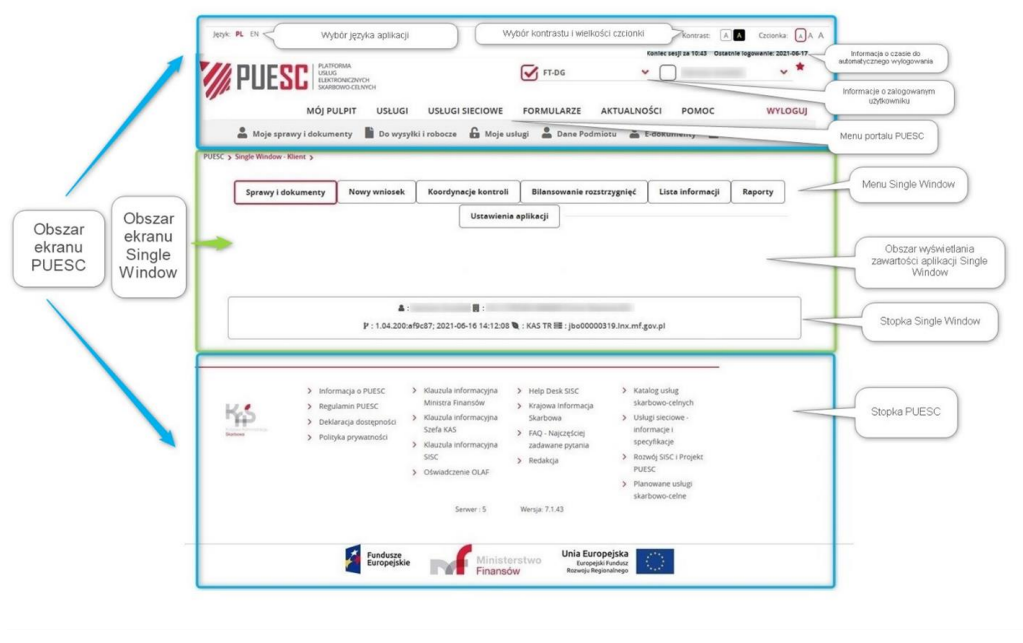 Język: PL EN
Wybór języka aplikacji
Wybór kontrastu i wielkości czcionki
Kontrast: A A
Czcionka: A A A
Koniec sesji za 10:43 Ostatnie logowanie: 2021-06-17
Informacja o czasie do
automatycznego wylogowania
PUESC
PLATFORMA
USŁUG
ELEKTRONICZNYCH
SKARBOWO-CELNYCH
FT-DG
Informacje o zalogowanym
użytkowniku
MÓJ PULPIT USŁUGI USŁUGI SIECIOWE FORMULARZE AKTUALNOŚCI POMOC WYLOGUJ
Moje sprawy i dokumenty Do wysyłki i robocze Moje usługi Dane Podmiotu E-dokumenty
Menu portalu PUESC
PUESC > Single Window - Klient >
Sprawy i dokumenty Nowy wniosek Koordynacje kontroli Bilansowanie rozstrzygnięć Lista informacji Raporty
Menu Single Window
Ustawienia aplikacji
Obszar
ekranu
PUESC
Obszar
ekranu
Single
Window
Obszar wyświetlania
zawartości aplikacji Single
Window
: 1.04.200:af9c87; 2021-06-16 14:12:08 : KAS TR : jbo00000319.lnx.mf.gov.pl
Stopka Single Window
KAS
Informacja o PUESC
Regulamin PUESC
Deklaracja dostępności
Polityka prywatności
Klauzula informacyjna
Ministra Finansów
Klauzula informacyjna
Szefa KAS
Klauzula informacyjna
SISC
Oświadczenie OLAF
Help Desk SISC
Krajowa Informacja
Skarbowa
FAQ - Najczęściej
zadawane pytania
Redakcja
Katalog usług
skarbowo-celnych
Usługi sieciowe -
informacje i
specyfikacje
Rozwój SISC i Projekt
PUESC
Planowane usługi
skarbowo-celne
Stopka PUESC
Serwer : 5 Wersja: 7.1.43
Fundusze
Europejskie
Ministerstwo
Finansów
Unia Europejska
Europejski Fundusz
Rozwoju Regionalnego